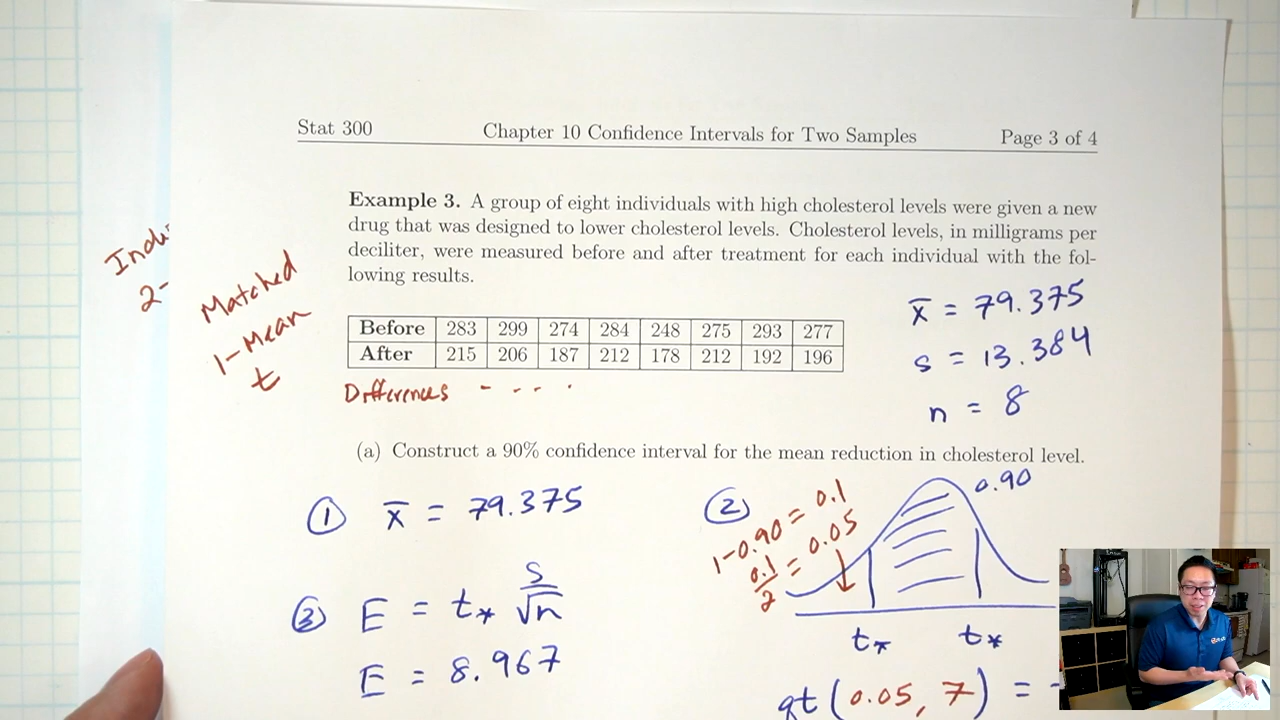 Stat 300 Chapter 10 Confidence Intervals for Two Samples Page 3 of 4
Example 3. A group of eight individuals with high cholesterol levels were given a new
drug that was designed to lower cholesterol levels. Cholesterol levels, in milligrams per
deciliter, were measured before and after treatment for each individual with the fol-
lowing results.
2-
Matched
1-Mean
t
Before 283 299 274 284 248 275 293 277
After 215 206 187 212 178 212 192 196
Differences - - - .
x̄ = 79.375
s = 13.384
n = 8
(a) Construct a 90% confidence interval for the mean reduction in cholesterol level.
① x̄ = 79.375
②
1-0.90 = 0.1
0.1/2 = 0.05
0.90
t* t*
③ E = t* s/√n
E = 8.967
qt(0.05, 7) = -